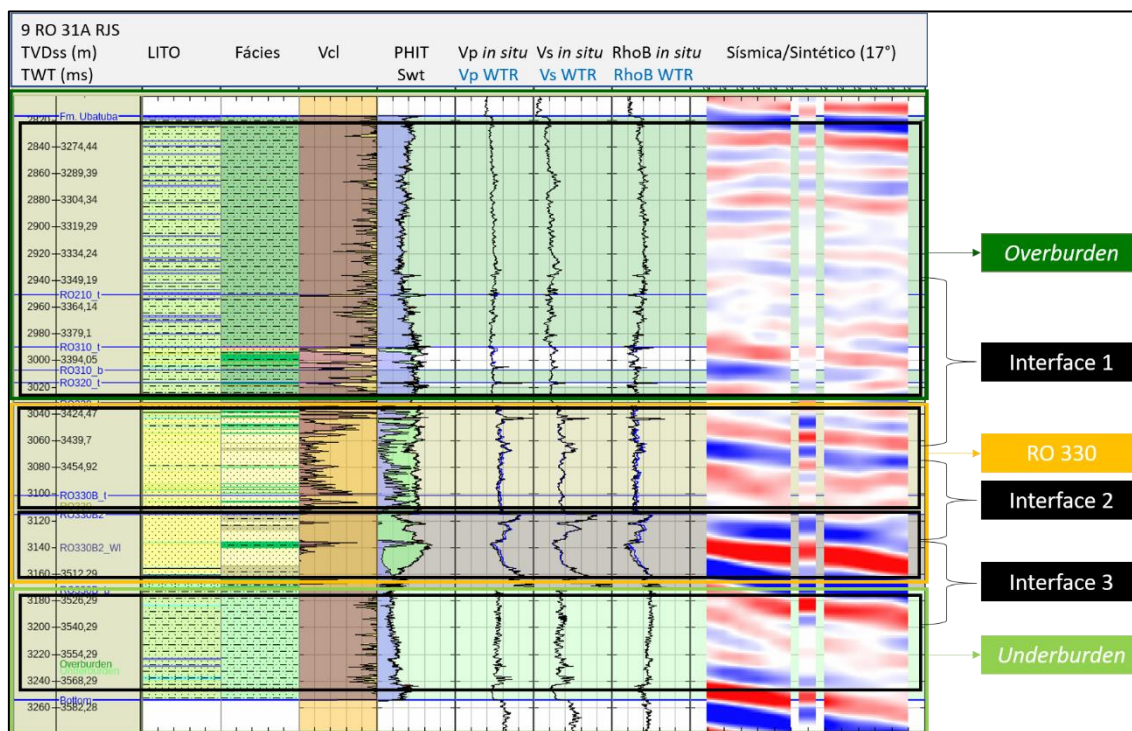 9 RO 31A RJS
TVDss (m) LITO Fácies Vcl PHIT Vp in situ Vs in situ RhoB in situ Sísmica/Sintético (17°)
TWT (ms) Swt Vp WTR Vs WTR RhoB WTR
Fm. Ubatuba
2840 3274,44
2860 3289,39
2880 3304,34
2900 3319,29
2920 3334,24
2940 3349,19
RO210_t
2960 3364,14
2980 3379,1
RO310_t
3000 3394,05
RO310_b
RO320_t
3020
3040 3424,47
3060 3439,7
3080 3454,92
3100 RO330B_t
3120 RO330B2
3140 RO330B2_WI
3160 3512,29
3180 3526,29
3200 3540,29
3220 3554,29
Overburden
3240 3568,29
Bottom
3260 3582,28
Overburden
Interface 1
RO 330
Interface 2
Interface 3
Underburden